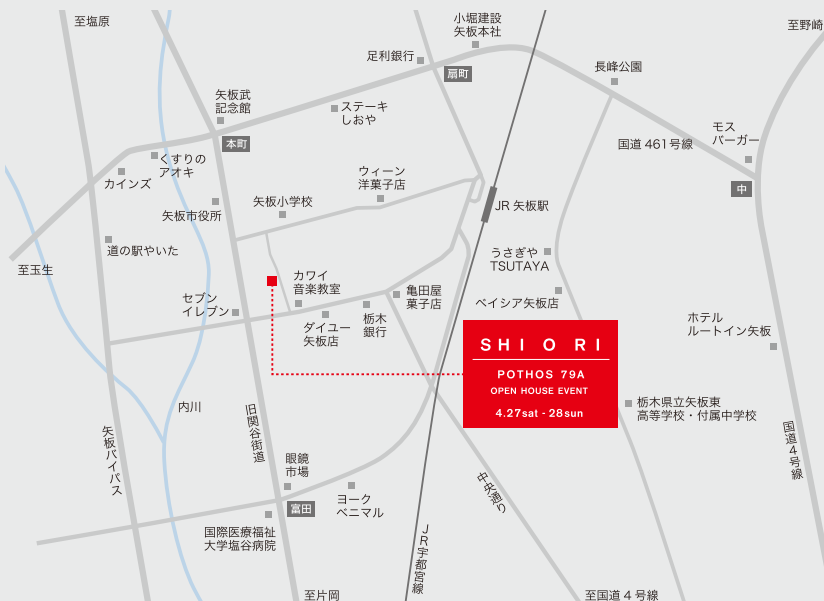 至塩原
小堀建設
矢板本社
至野崎
足利銀行
扇町
長峰公園
矢板武
記念館
ステーキ
しおや
本町
国道 461号線
モス
バーガー
くすりの
アオキ
カインズ
ウィーン
洋菓子店
中
矢板小学校
矢板市役所
JR 矢板駅
道の駅やいた
うさぎや
TSUTAYA
至玉生
カワイ
音楽教室
亀田屋
菓子店
セブン
イレブン
ベイシア矢板店
ダイユー
矢板店
栃木
銀行
ホテル
ルートイン矢板
SHIORI
POTHOS 79A
OPEN HOUSE EVENT
4.27sat - 28sun
内川
旧関谷街道
栃木県立矢板東
高等学校・付属中学校
矢板バイパス
国道4号線
眼鏡
市場
中央通り
ヨーク
ベニマル
富田
国際医療福祉
大学塩谷病院
JR宇都宮線
至片岡
至国道 4 号線